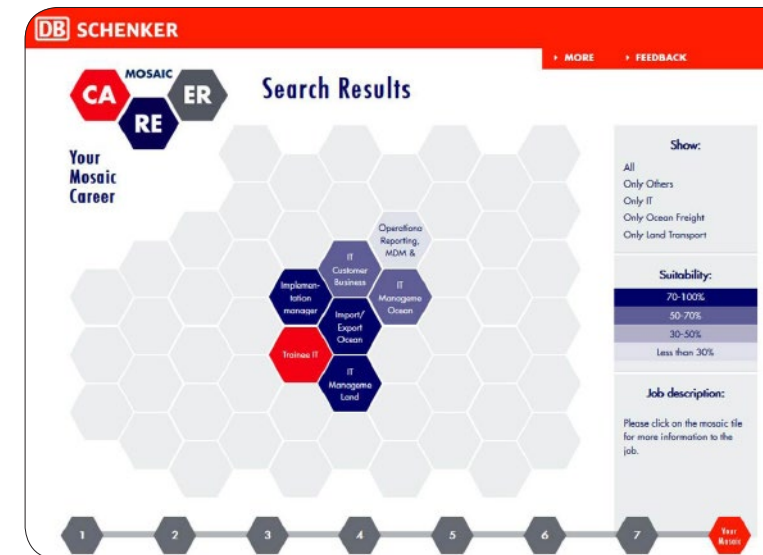 DB SCHENKER
MORE
FEEDBACK
MOSAIC
CA
ER
RE
Search Results
Your
Mosaic
Career
Show:
All
Only Others
Only IT
Only Ocean Freight
Only Land Transport
Operationa
Reporting,
MDM &
IT
Customer
Business
Implemen-
tation
manager
IT
Manageme
Ocean
Import/
Export
Ocean
Trainee IT
IT
Manageme
Land
Suitability:
70-100%
50-70%
30-50%
Less than 30%
Job description:
Please click on the mosaic tile
for more information to the
job.
1
2
3
4
5
6
7
Your
Mosaic